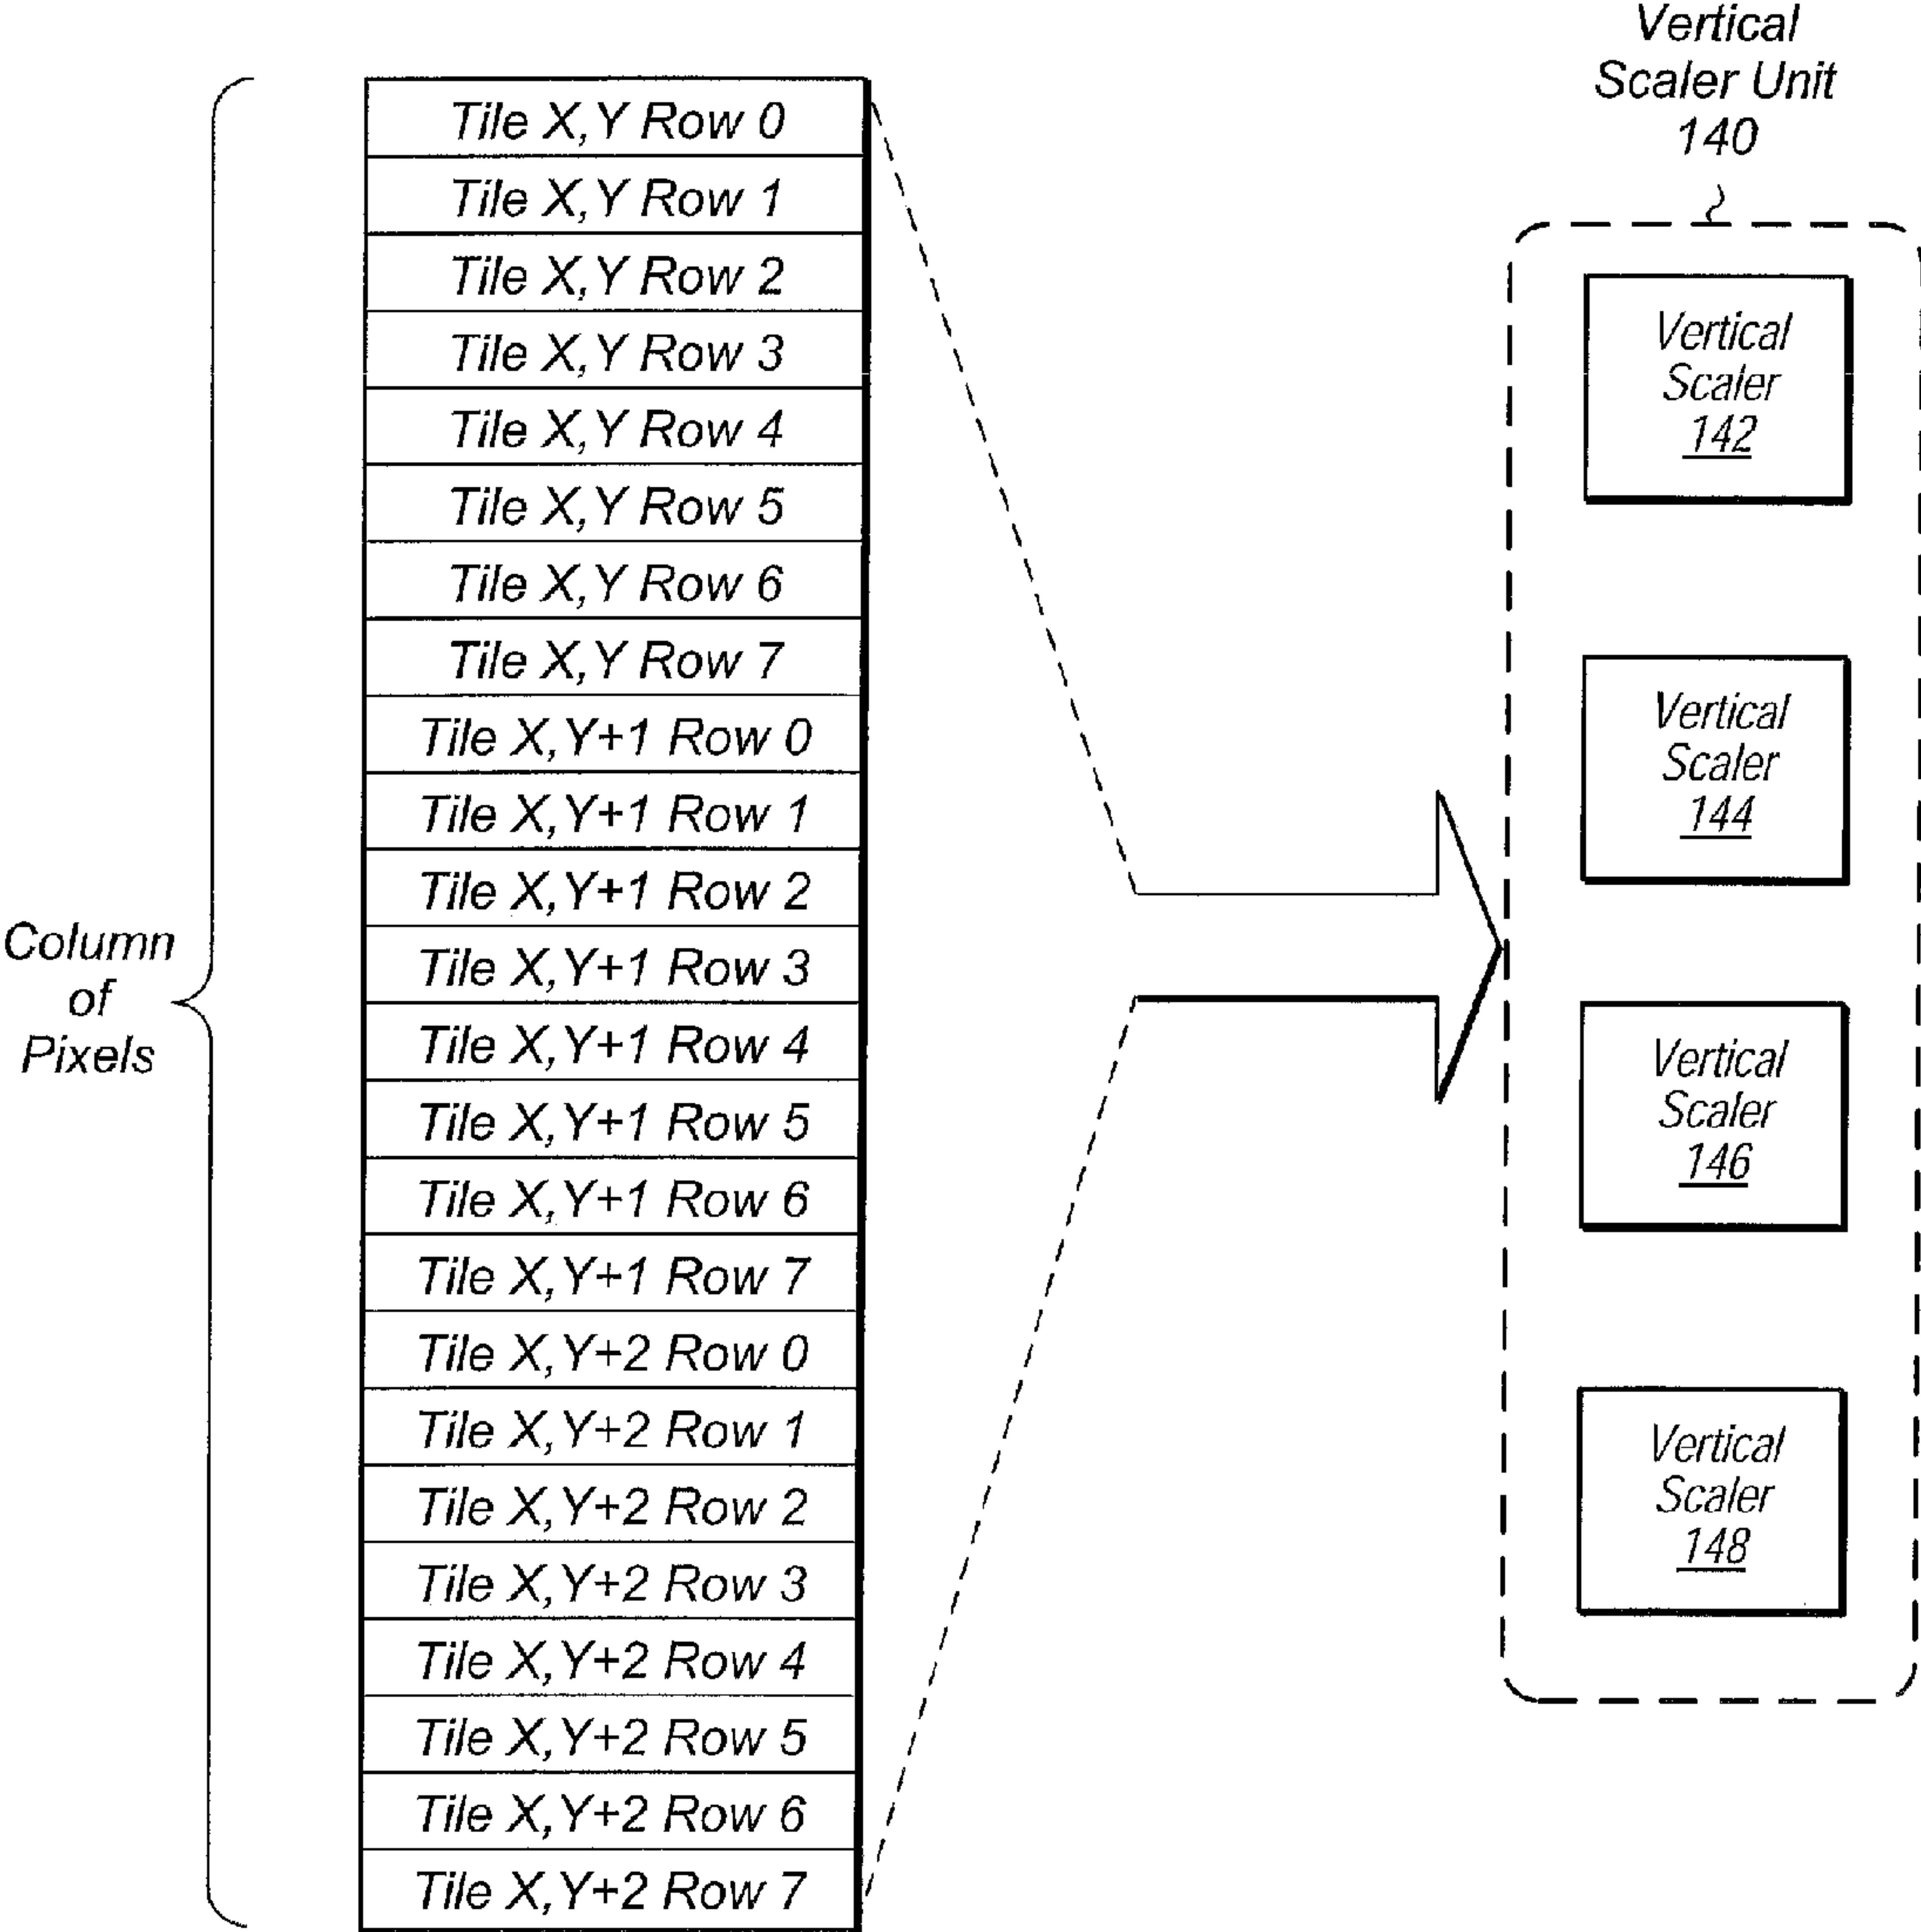 Column
of
Pixels
Tile X,Y Row 0
Tile X,Y Row 1
Tile X,Y Row 2
Tile X,Y Row 3
Tile X,Y Row 4
Tile X,Y Row 5
Tile X,Y Row 6
Tile X,Y Row 7
Tile X,Y+1 Row 0
Tile X,Y+1 Row 1
Tile X,Y+1 Row 2
Tile X,Y+1 Row 3
Tile X,Y+1 Row 4
Tile X,Y+1 Row 5
Tile X,Y+1 Row 6
Tile X,Y+1 Row 7
Tile X,Y+2 Row 0
Tile X,Y+2 Row 1
Tile X,Y+2 Row 2
Tile X,Y+2 Row 3
Tile X,Y+2 Row 4
Tile X,Y+2 Row 5
Tile X,Y+2 Row 6
Tile X,Y+2 Row 7
Vertical
Scaler Unit
140
Vertical
Scaler
142
Vertical
Scaler
144
Vertical
Scaler
146
Vertical
Scaler
148